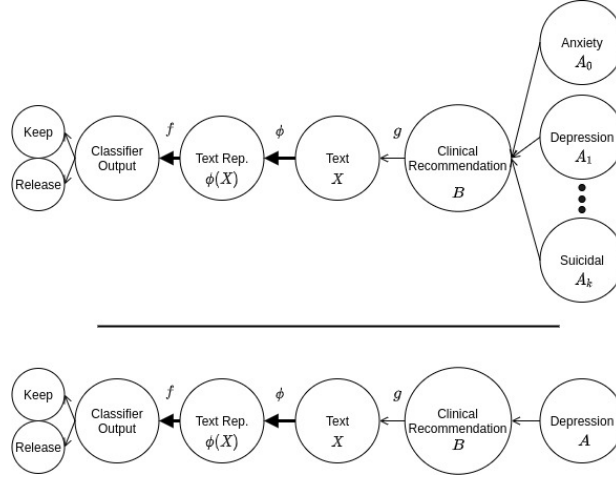 Anxiety
A₀
Keep
Release
Classifier
Output
f
Text Rep.
ϕ(X)
ϕ
Text
X
g
Clinical
Recommendation
B
Depression
A₁
Suicidal
Aₖ
Keep
Release
Classifier
Output
f
Text Rep.
ϕ(X)
ϕ
Text
X
g
Clinical
Recommendation
B
Depression
A